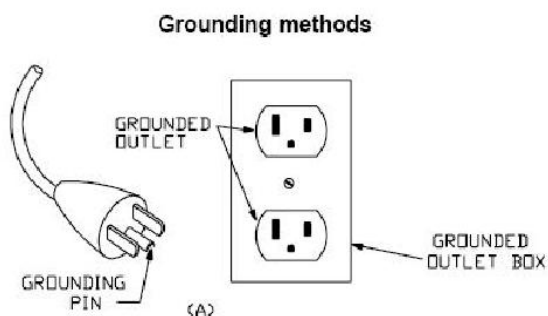 Grounding methods
GROUNDED
OUTLET
GROUNDED
OUTLET BOX
GROUNDING
PIN
(A)